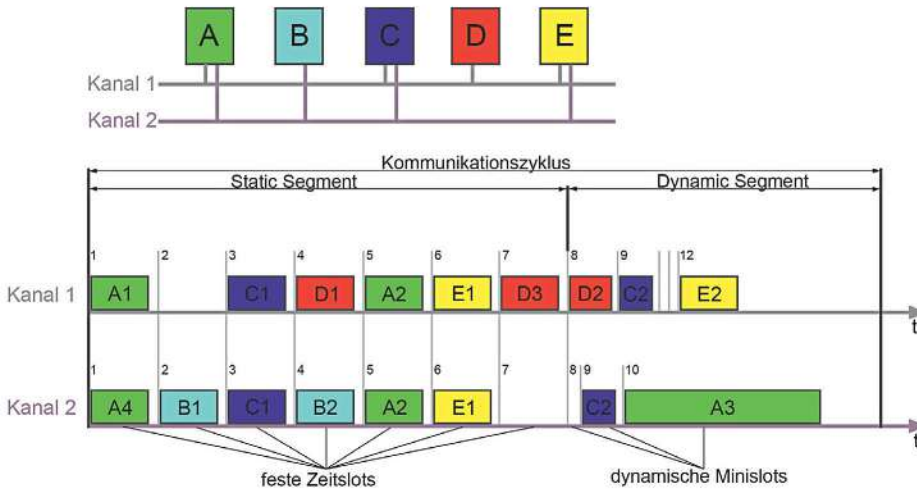 A B C D E
Kanal 1
Kanal 2
Kommunikationszyklus
Static Segment Dynamic Segment
1 2 3 4 5 6 7 8 9 12
Kanal 1 A1 C1 D1 A2 E1 D3 D2 C2 E2
t
1 2 3 4 5 6 7 8 9 10
Kanal 2 A4 B1 C1 B2 A2 E1 C2 A3
t
feste Zeitslots dynamische Minislots